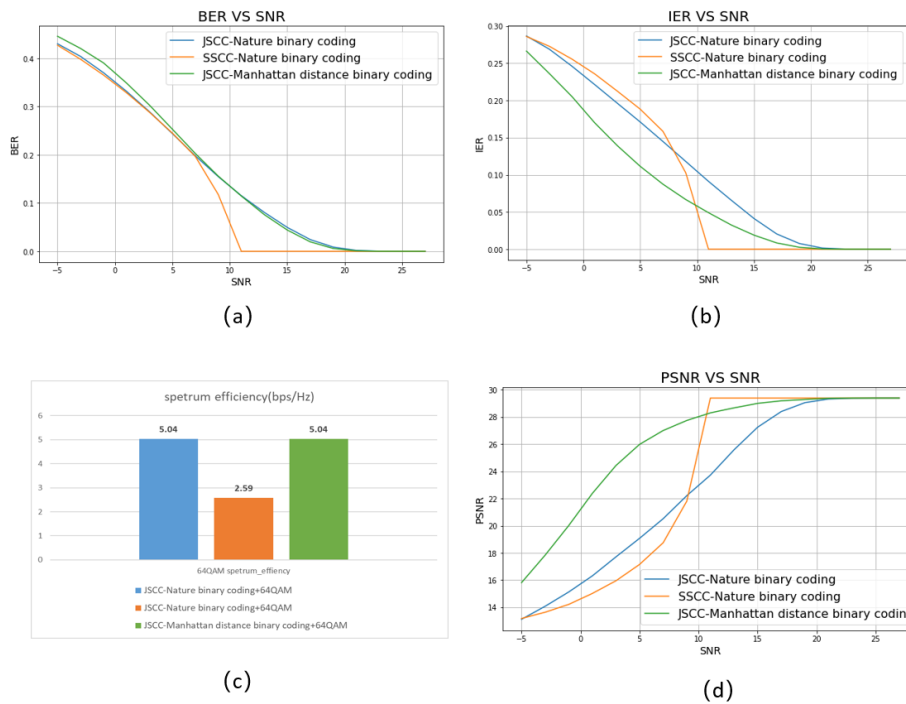 BER VS SNR
JSCC-Nature binary coding
SSCC-Nature binary coding
JSCC-Manhattan distance binary coding
BER
0.4
0.3
0.2
0.1
0.0
-5
0
5
10
15
20
25
SNR
(a)
IER VS SNR
JSCC-Nature binary coding
SSCC-Nature binary coding
JSCC-Manhattan distance binary coding
IER
0.30
0.25
0.20
0.15
0.10
0.05
0.00
-5
0
5
10
15
20
25
SNR
(b)
spetrum efficiency(bps/Hz)
6
5
4
3
2
1
0
5.04
2.59
5.04
64QAM spetrum_effiency
JSCC-Nature binary coding+64QAM
JSCC-Nature binary coding+64QAM
JSCC-Manhattan distance binary coding+64QAM
(c)
PSNR VS SNR
PSNR
30
28
26
24
22
20
18
16
14
JSCC-Nature binary coding
SSCC-Nature binary coding
JSCC-Manhattan distance binary coding
-5
0
5
10
15
20
25
SNR
(d)